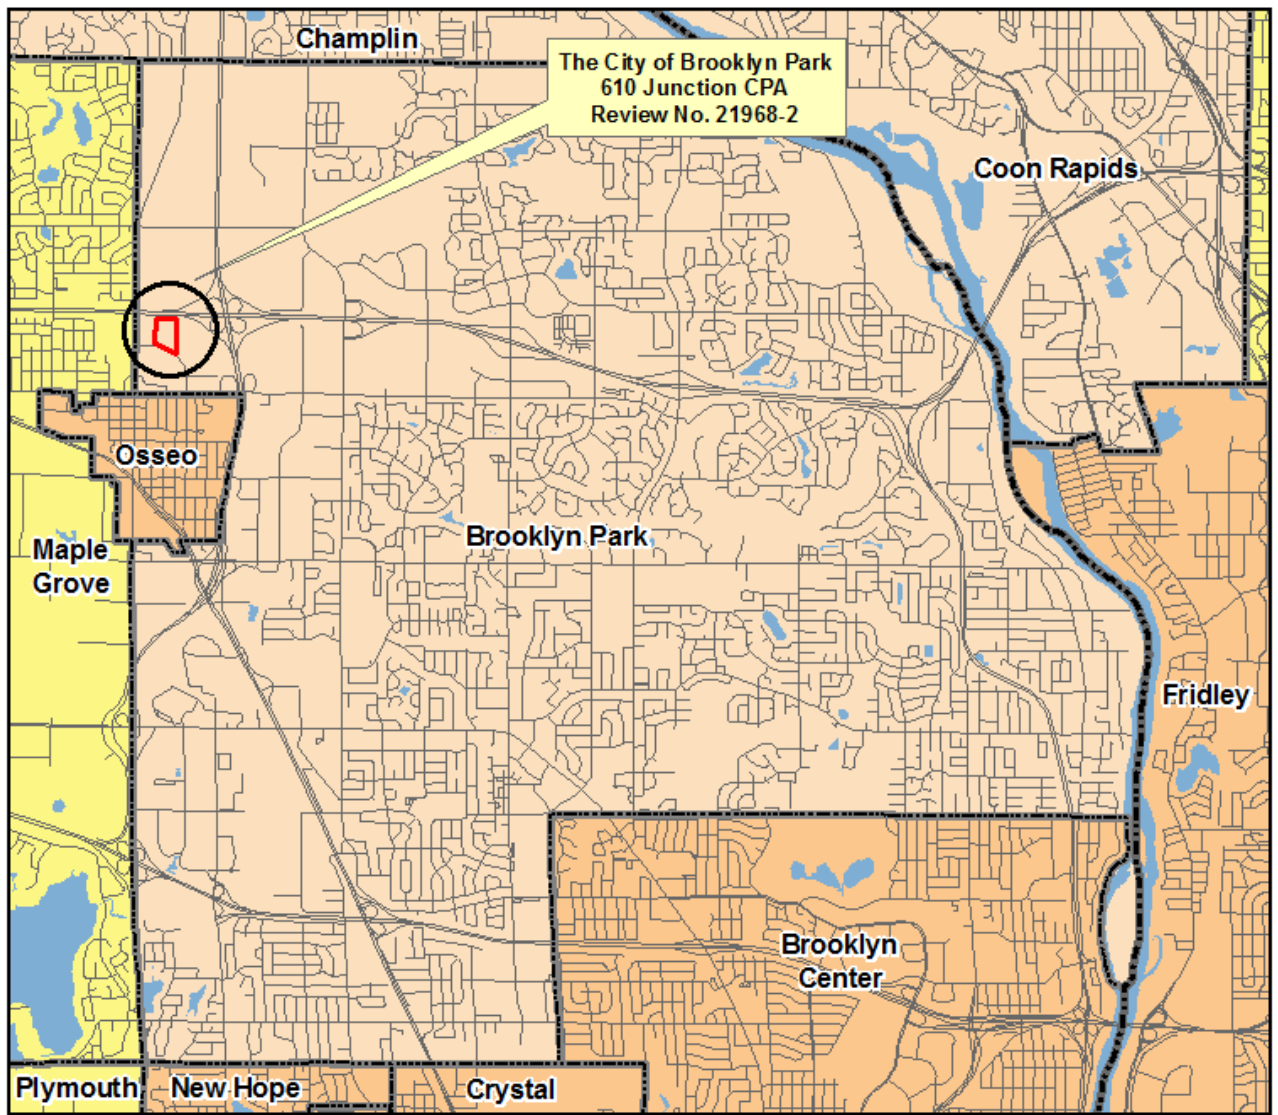 Champlin
The City of Brooklyn Park
610 Junction CPA
Review No. 21968-2
Coon Rapids
Osseo
Brooklyn Park
Maple
Grove
Fridley
Brooklyn
Center
Plymouth
New Hope
Crystal